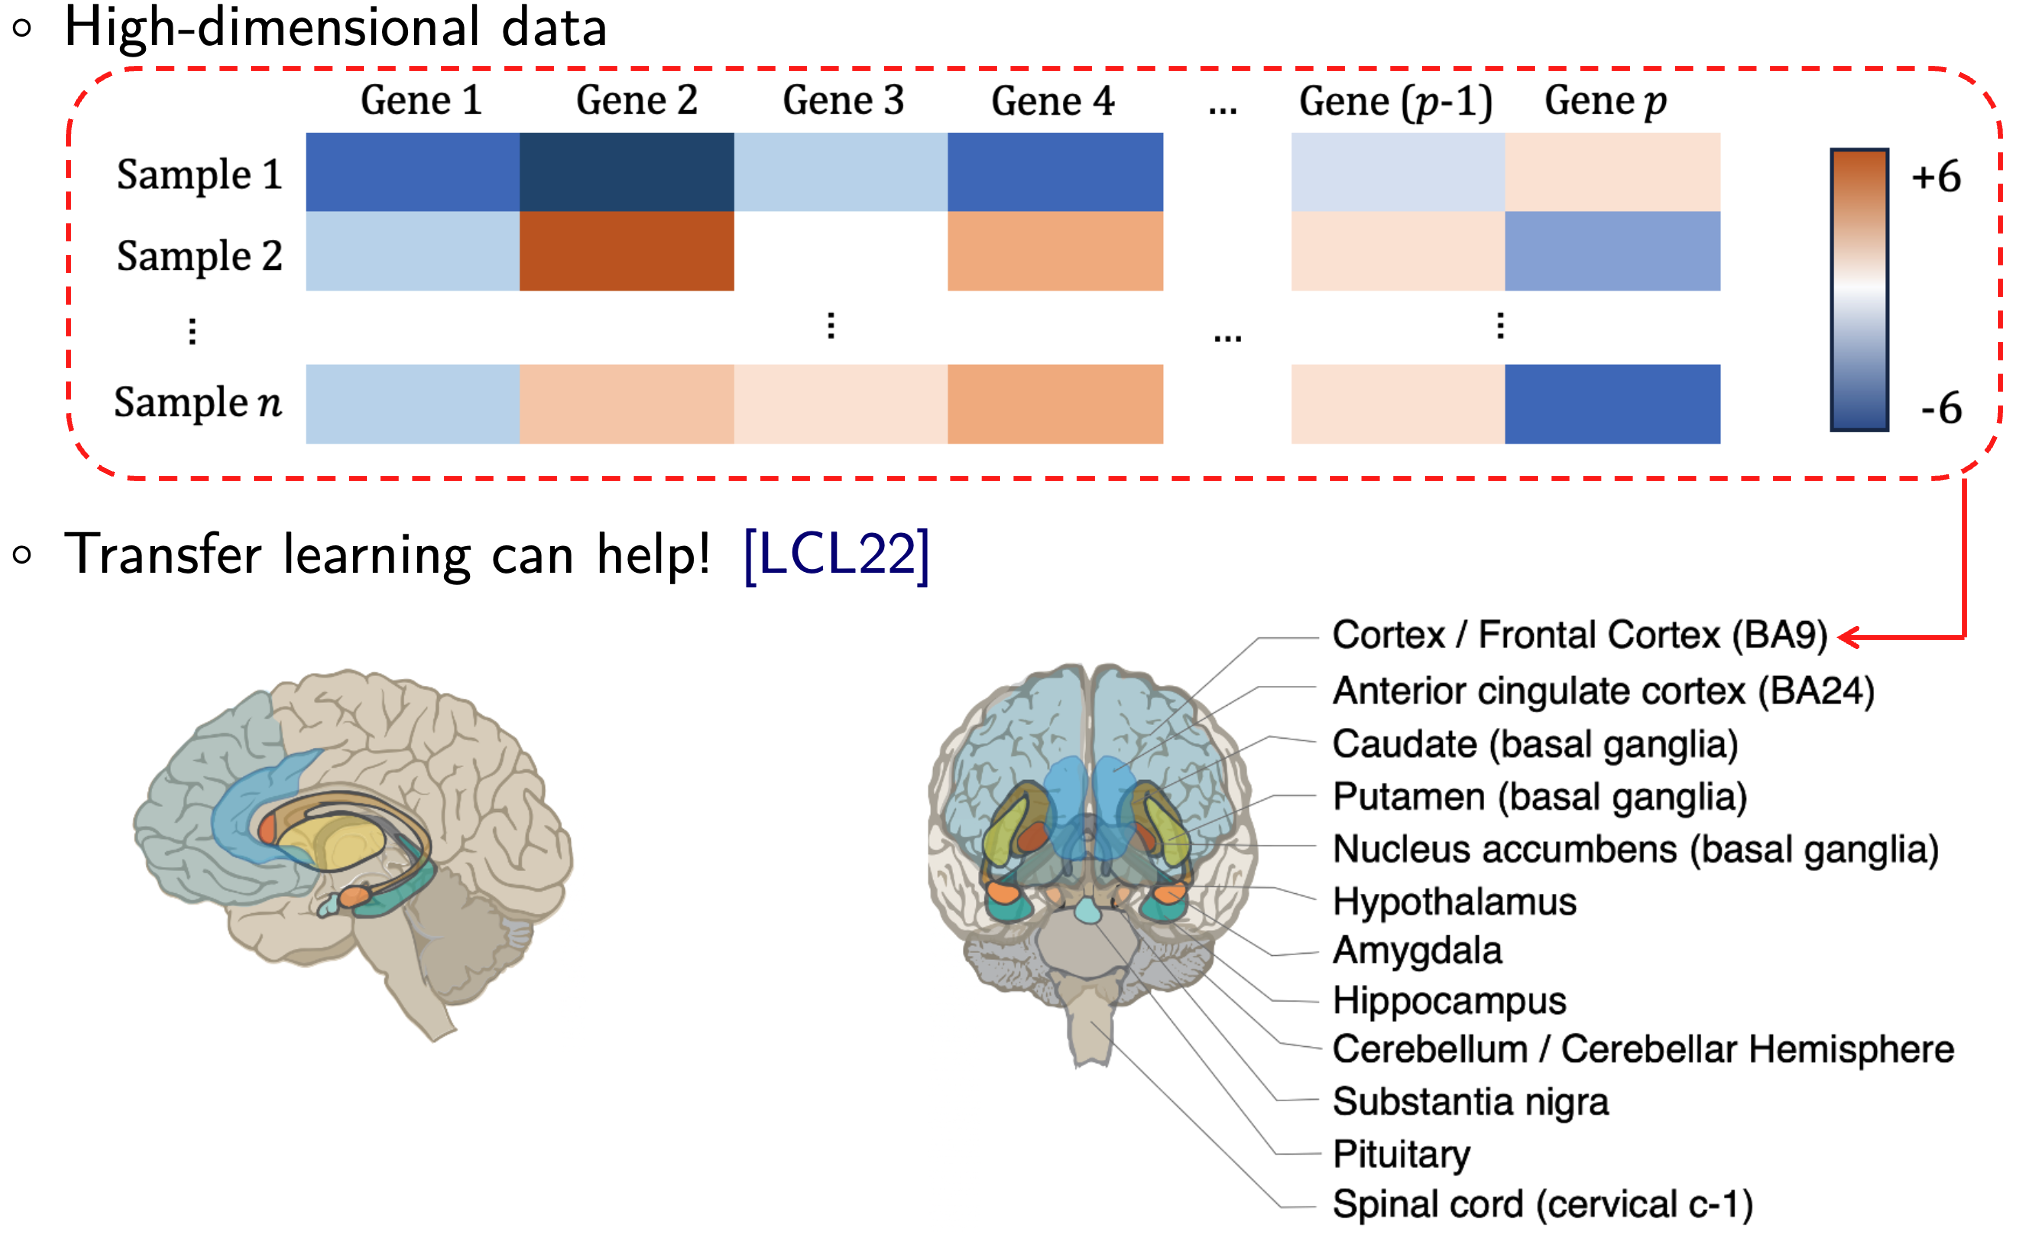 ◦ High-dimensional data
Gene 1 Gene 2 Gene 3 Gene 4 ... Gene (p-1) Gene p
Sample 1
+6
Sample 2
⋮ ⋮ ... ⋮
Sample n
-6
◦ Transfer learning can help! [LCL22]
Cortex / Frontal Cortex (BA9)
Anterior cingulate cortex (BA24)
Caudate (basal ganglia)
Putamen (basal ganglia)
Nucleus accumbens (basal ganglia)
Hypothalamus
Amygdala
Hippocampus
Cerebellum / Cerebellar Hemisphere
Substantia nigra
Pituitary
Spinal cord (cervical c-1)